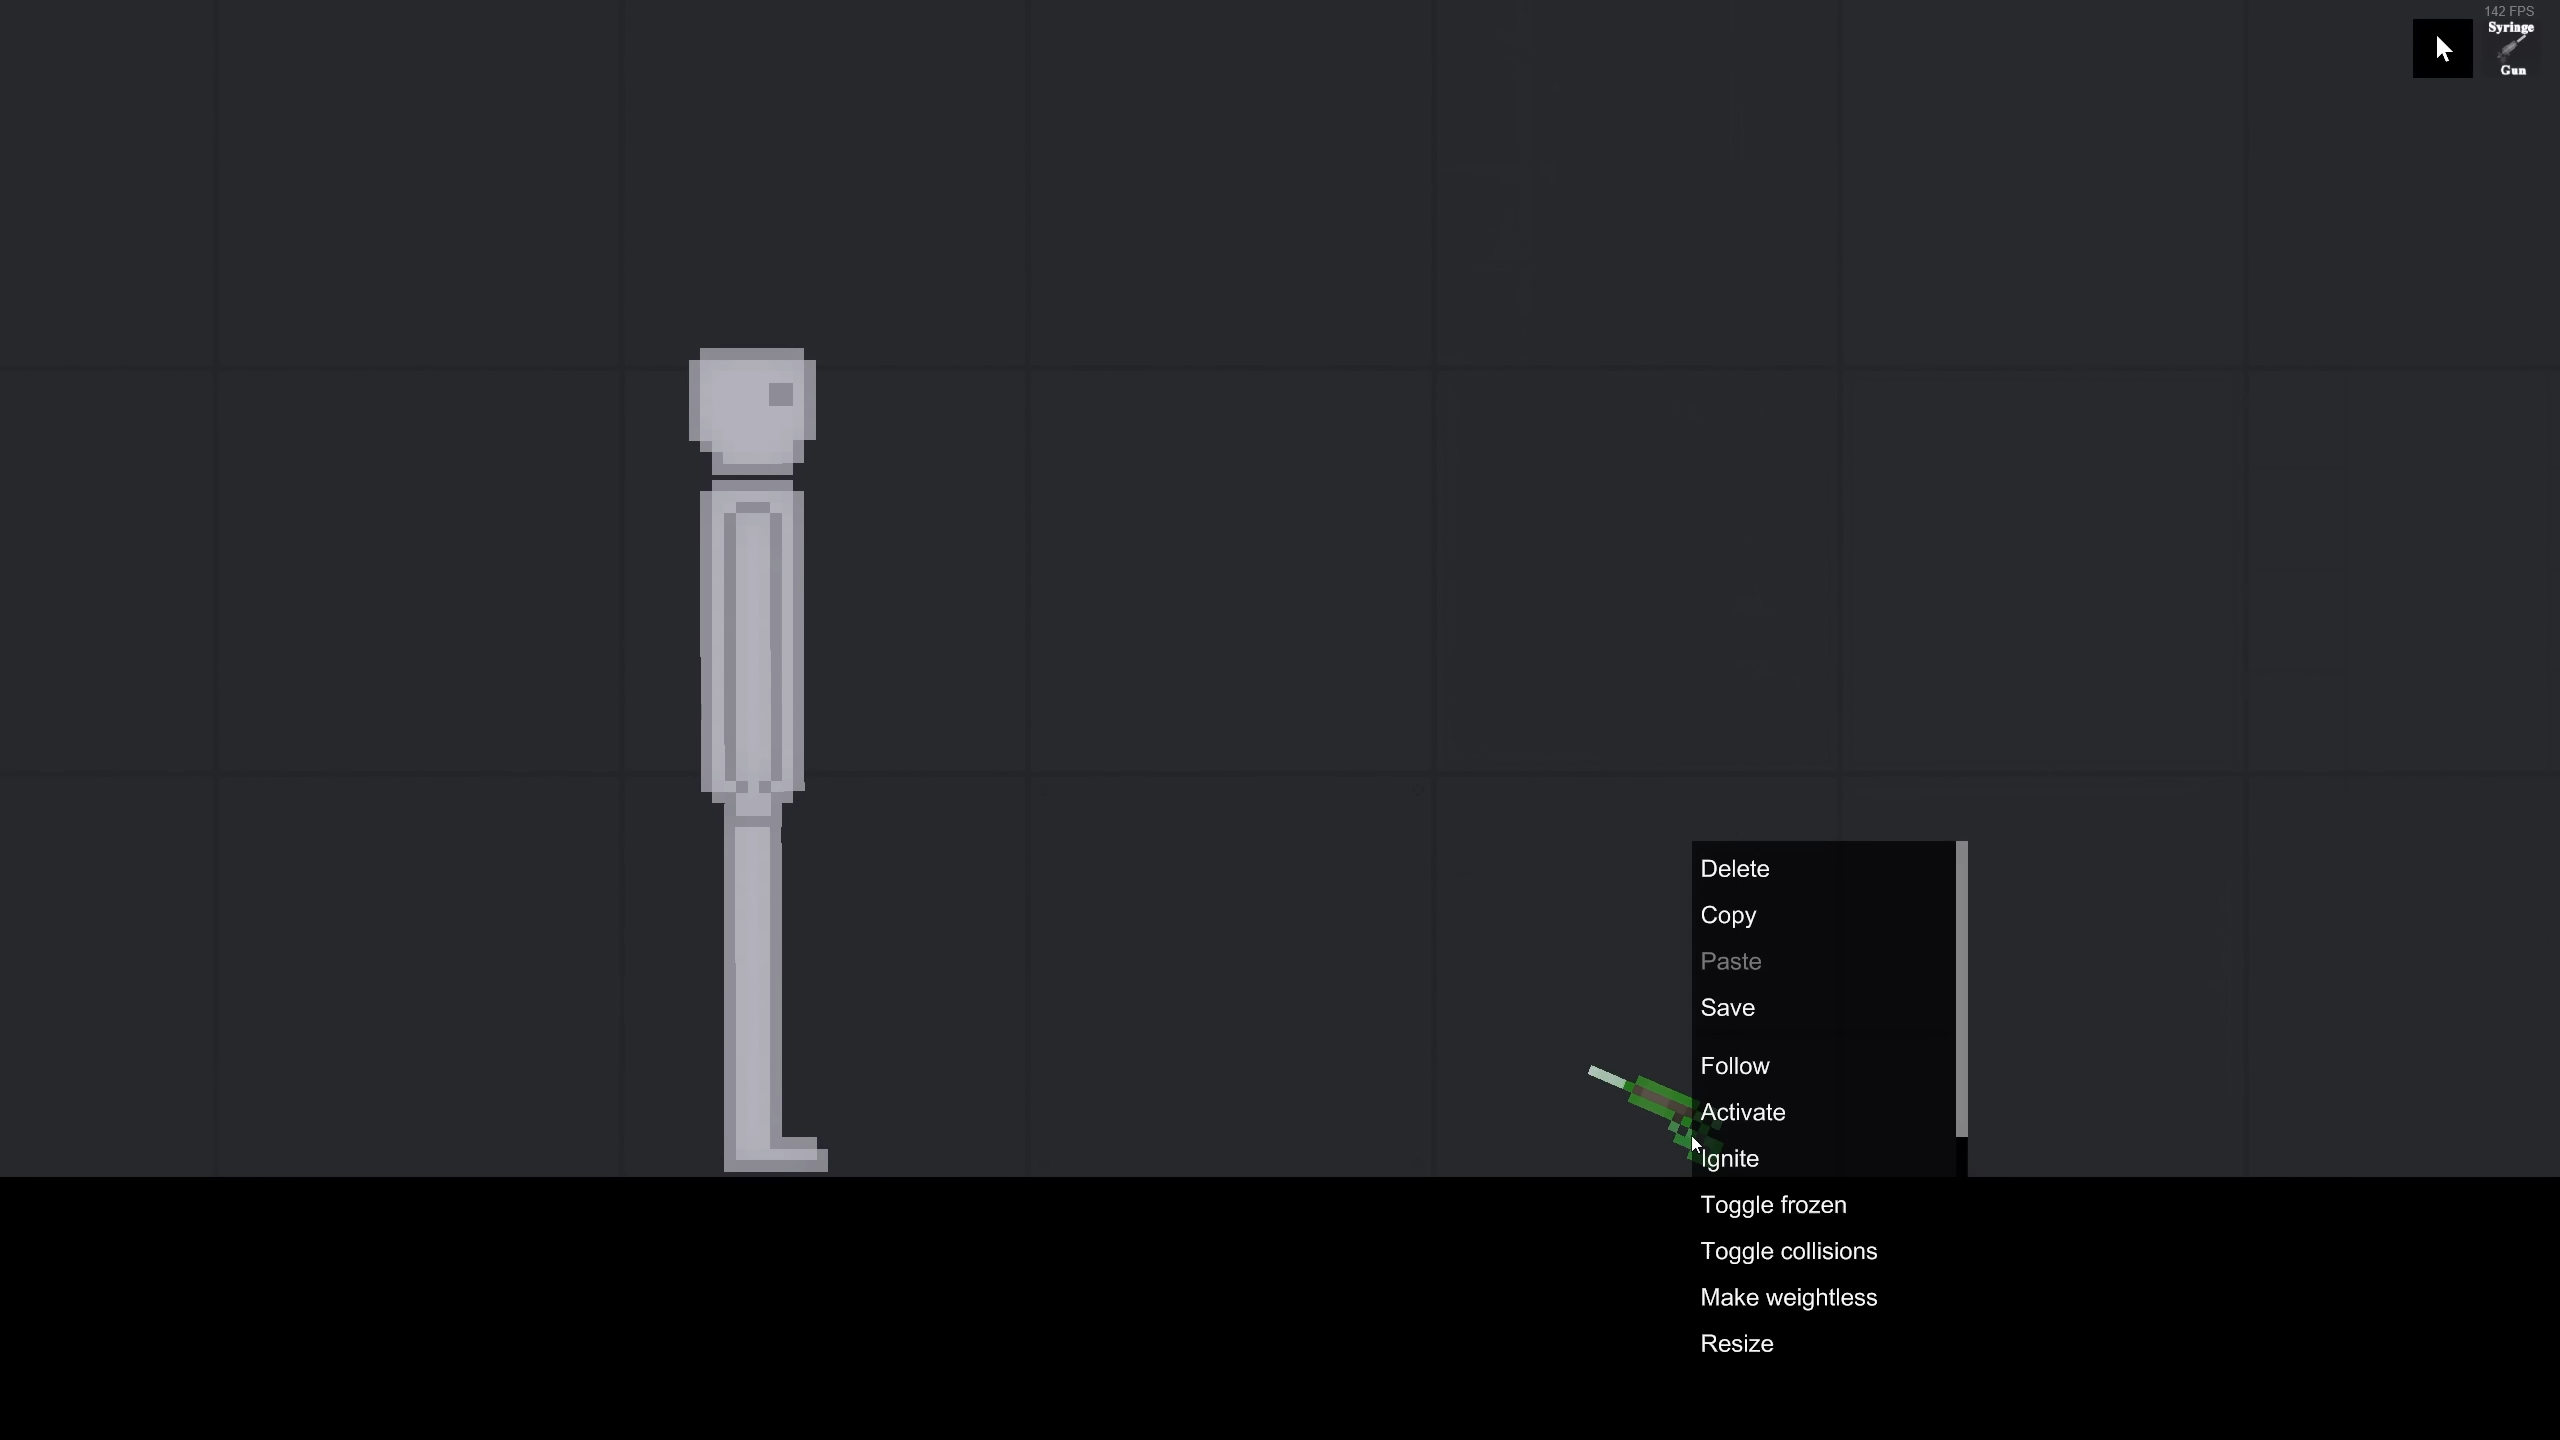 142 FPS
Syringe
Gun
Delete
Copy
Paste
Save
Follow
Activate
Ignite
Toggle frozen
Toggle collisions
Make weightless
Resize